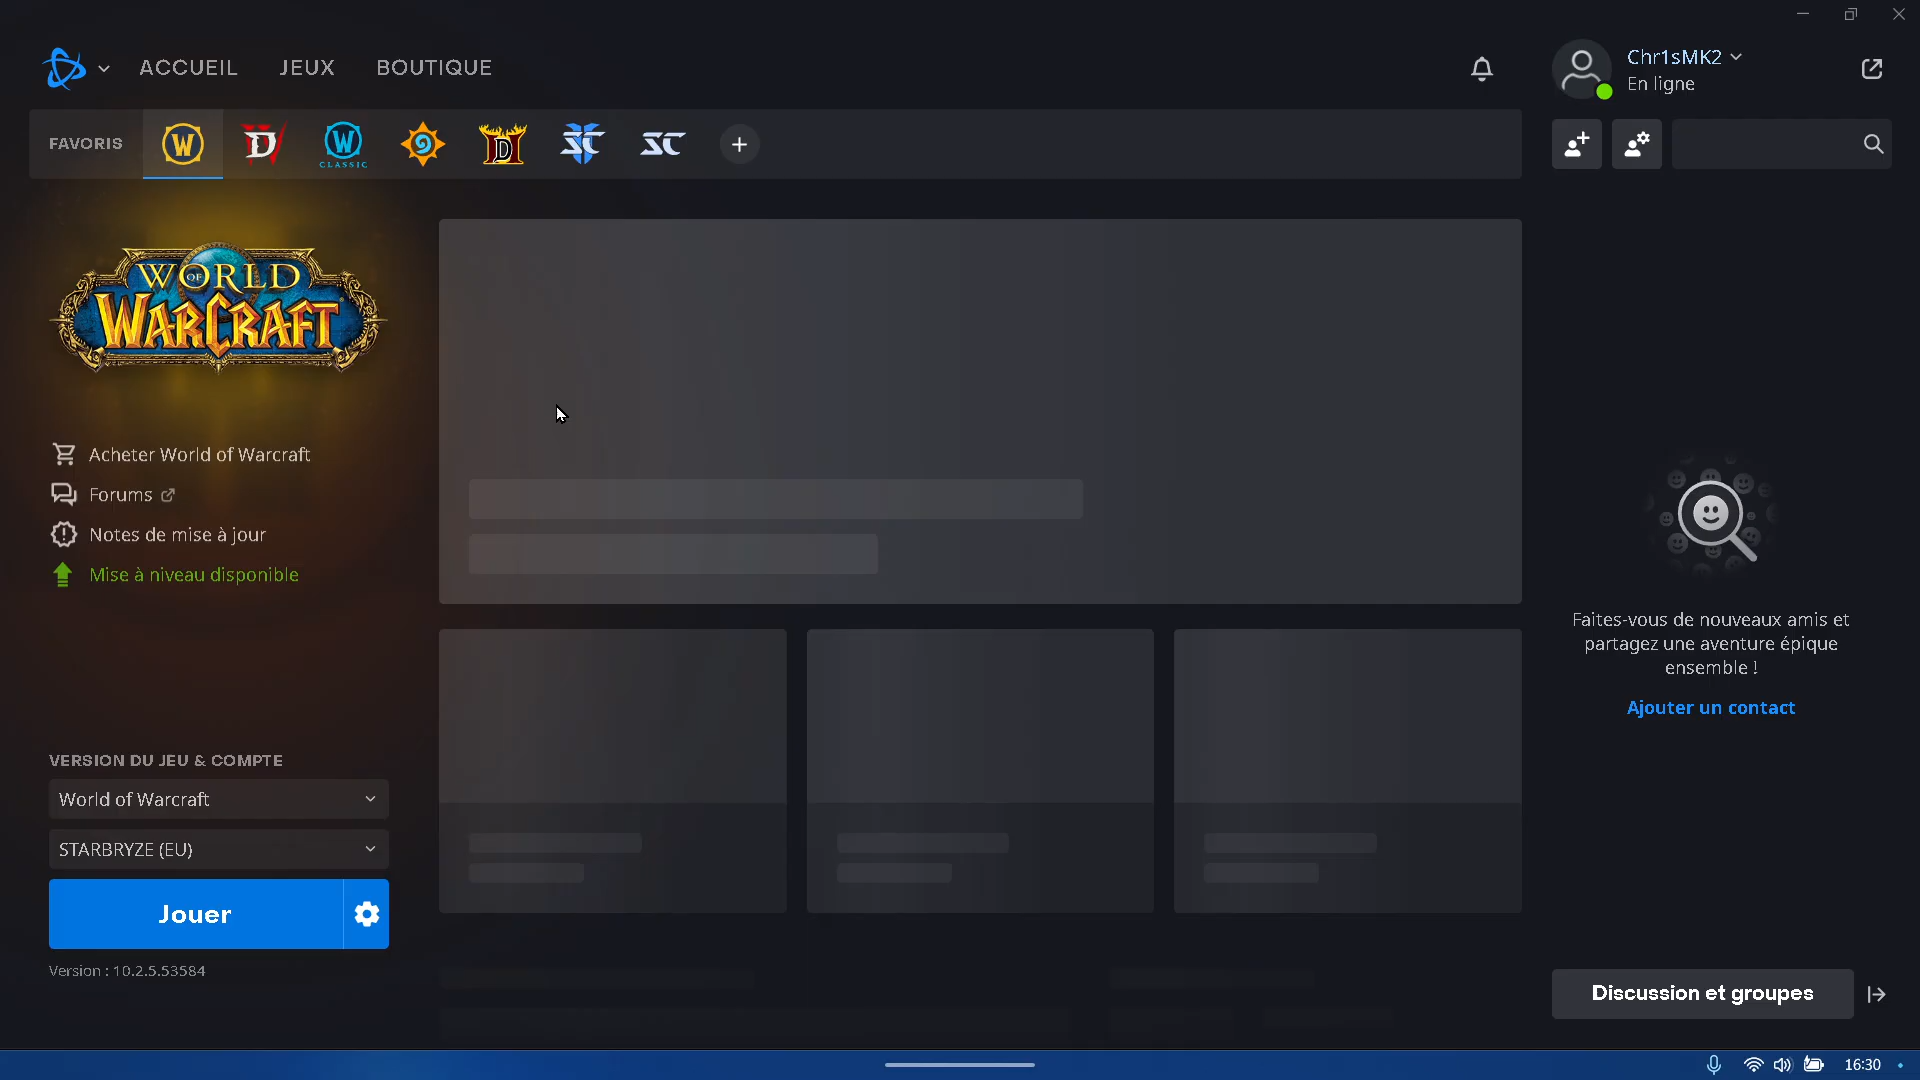 ACCUEIL JEUX BOUTIQUE
Chr1sMK2
En ligne
FAVORIS
CLASSIC
WORLD
OF
WARCRAFT
Acheter World of Warcraft
Forums
Notes de mise à jour
Mise à niveau disponible
Faites-vous de nouveaux amis et
partagez une aventure épique
ensemble !
Ajouter un contact
VERSION DU JEU & COMPTE
World of Warcraft
STARBRYZE (EU)
Jouer
Version : 10.2.5.53584
Discussion et groupes
16:30